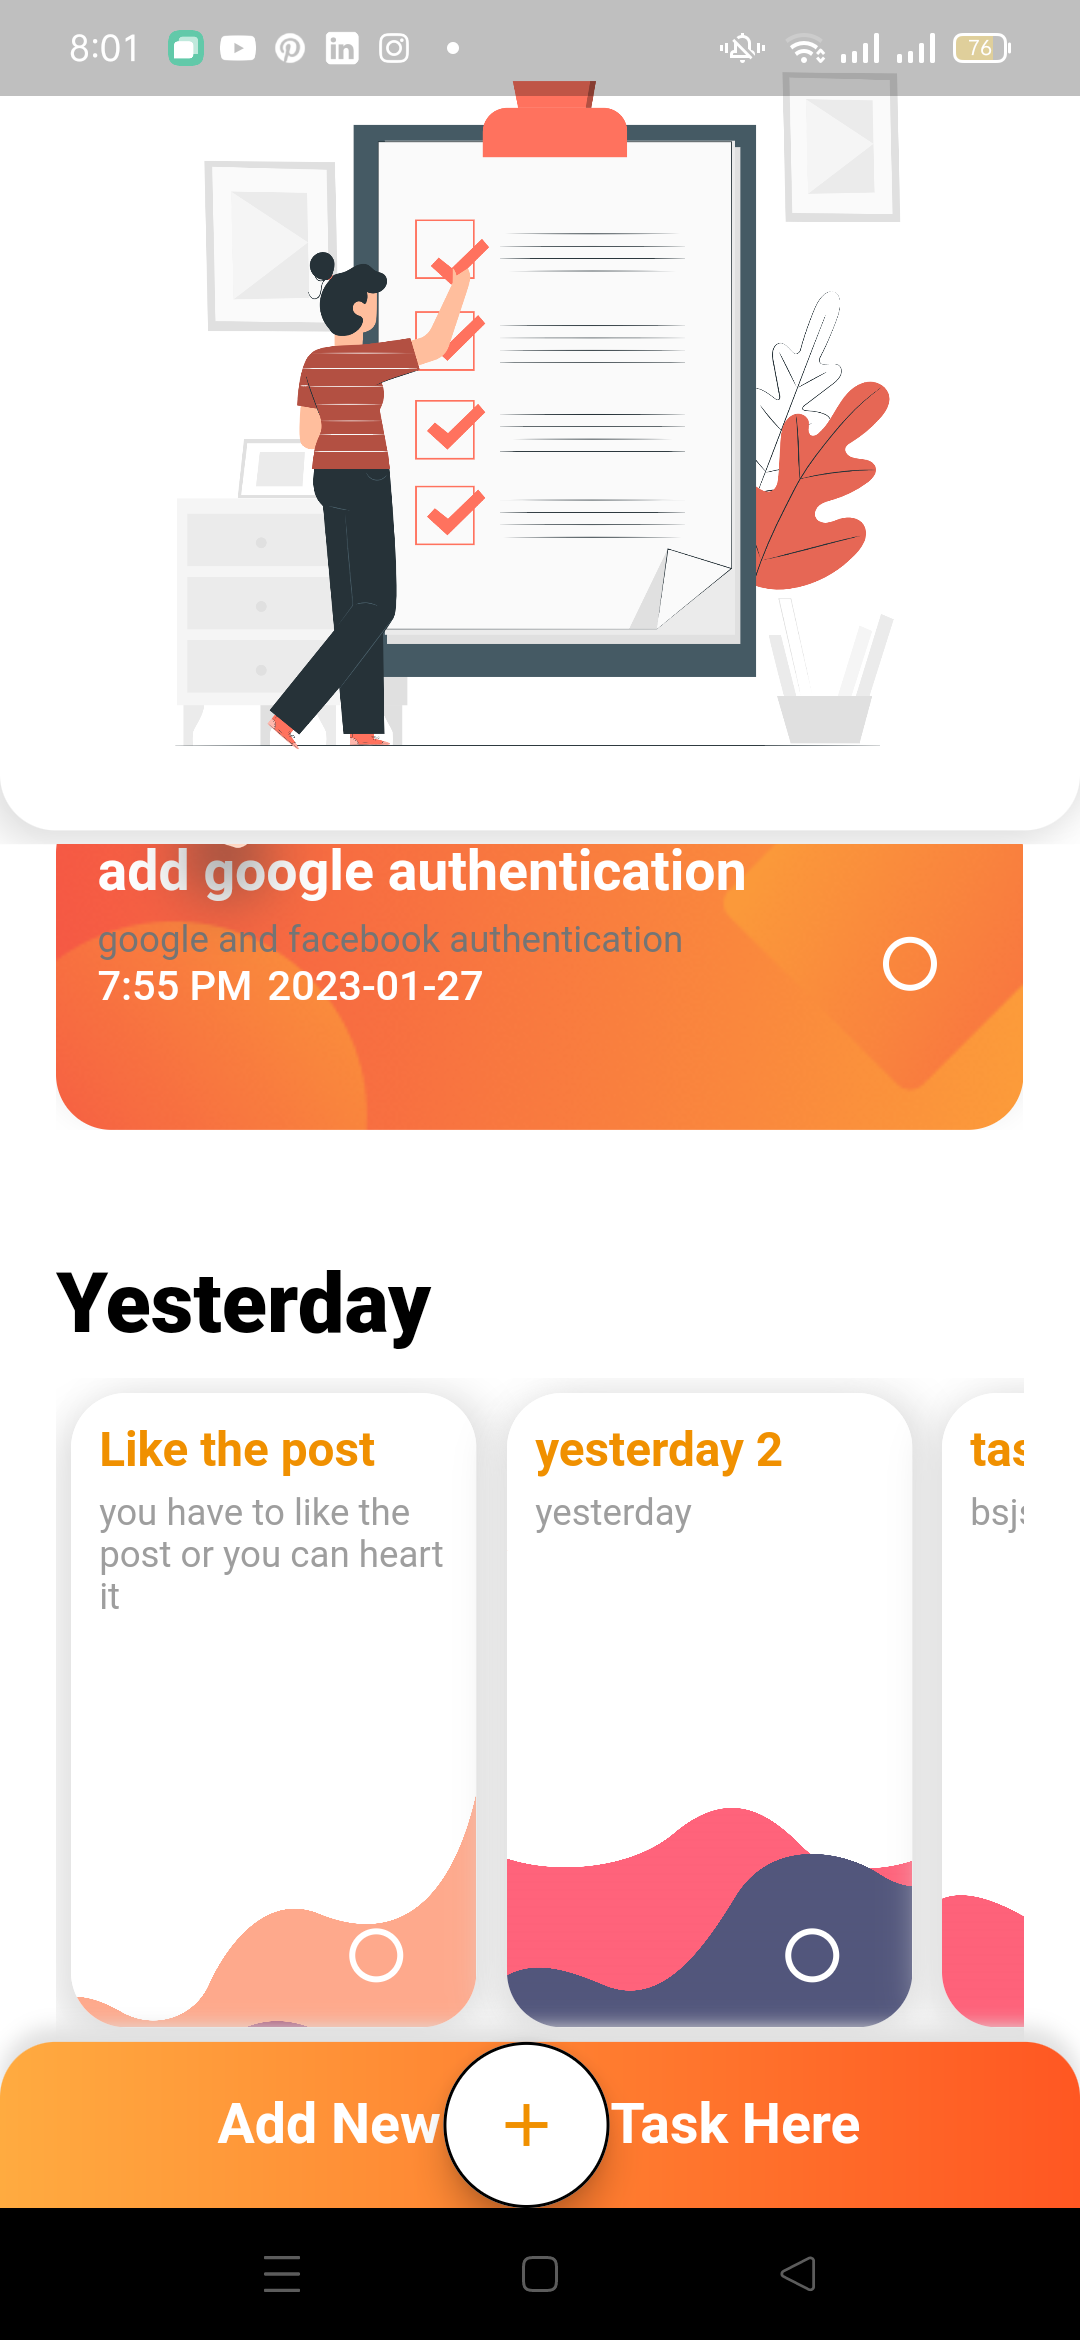 8:01
76
add google authentication
google and facebook authentication
7:55 PM 2023-01-27
Yesterday
Like the post
you have to like the
post or you can heart
it
yesterday 2
yesterday
tas
bsj
Add New + Task Here